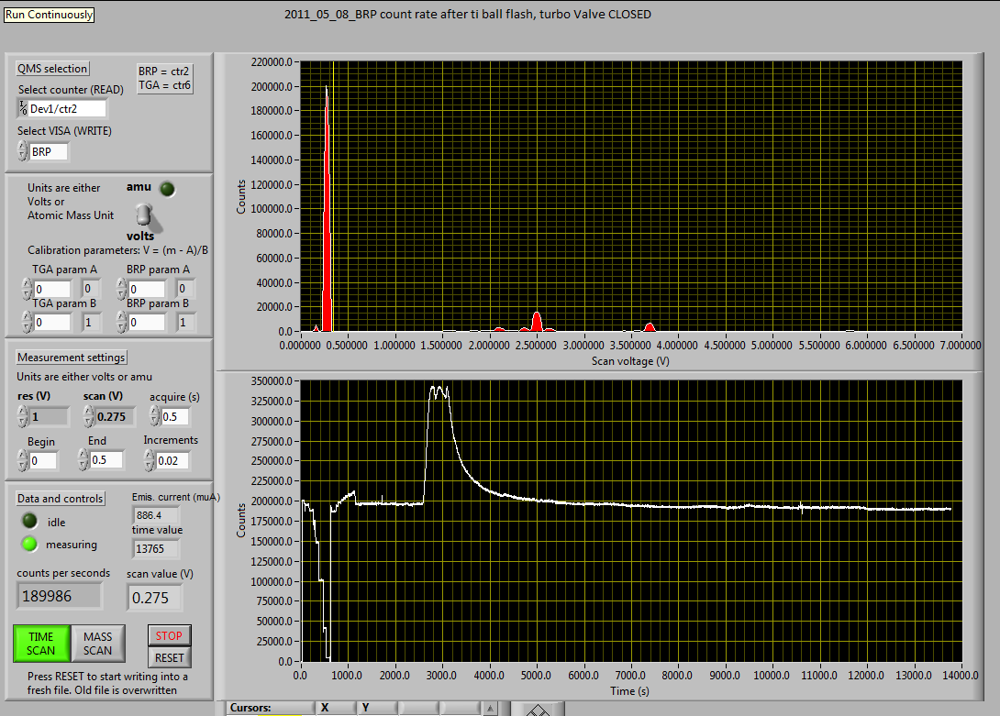 Run Continuously
2011_05_08_BRP count rate after ti ball flash, turbo Valve CLOSED
QMS selection
BRP = ctr2
TGA = ctr6
Select counter (READ)
Dev1/ctr2
Select VISA (WRITE)
BRP
Units are either
Volts or
Atomic Mass Unit
amu
volts
Calibration parameters: V = (m - A)/B
TGA param A
BRP param A
0
0
0
0
TGA param B
BRP param B
0
1
0
1
Measurement settings
Units are either volts or amu
res (V)
scan (V)
acquire (s)
1
0.275
0.5
Begin
End
Increments
0
0.5
0.02
Data and controls
Emis. current (muA)
idle
886.4
time value
measuring
13765
counts per seconds
scan value (V)
189986
0.275
TIME
SCAN
MASS
SCAN
STOP
RESET
Press RESET to start writing into a
fresh file. Old file is overwritten
Counts
220000.0
200000.0
180000.0
160000.0
140000.0
120000.0
100000.0
80000.0
60000.0
40000.0
20000.0
0.0
0.000000 0.500000 1.000000 1.500000 2.000000 2.500000 3.000000 3.500000 4.000000 4.500000 5.000000 5.500000 6.000000 6.500000 7.000000
Scan voltage (V)
Counts
350000.0
325000.0
300000.0
275000.0
250000.0
225000.0
200000.0
175000.0
150000.0
125000.0
100000.0
75000.0
50000.0
25000.0
0.0
0.0 1000.0 2000.0 3000.0 4000.0 5000.0 6000.0 7000.0 8000.0 9000.0 10000.0 11000.0 12000.0 13000.0 14000.0
Time (s)
Cursors: X Y